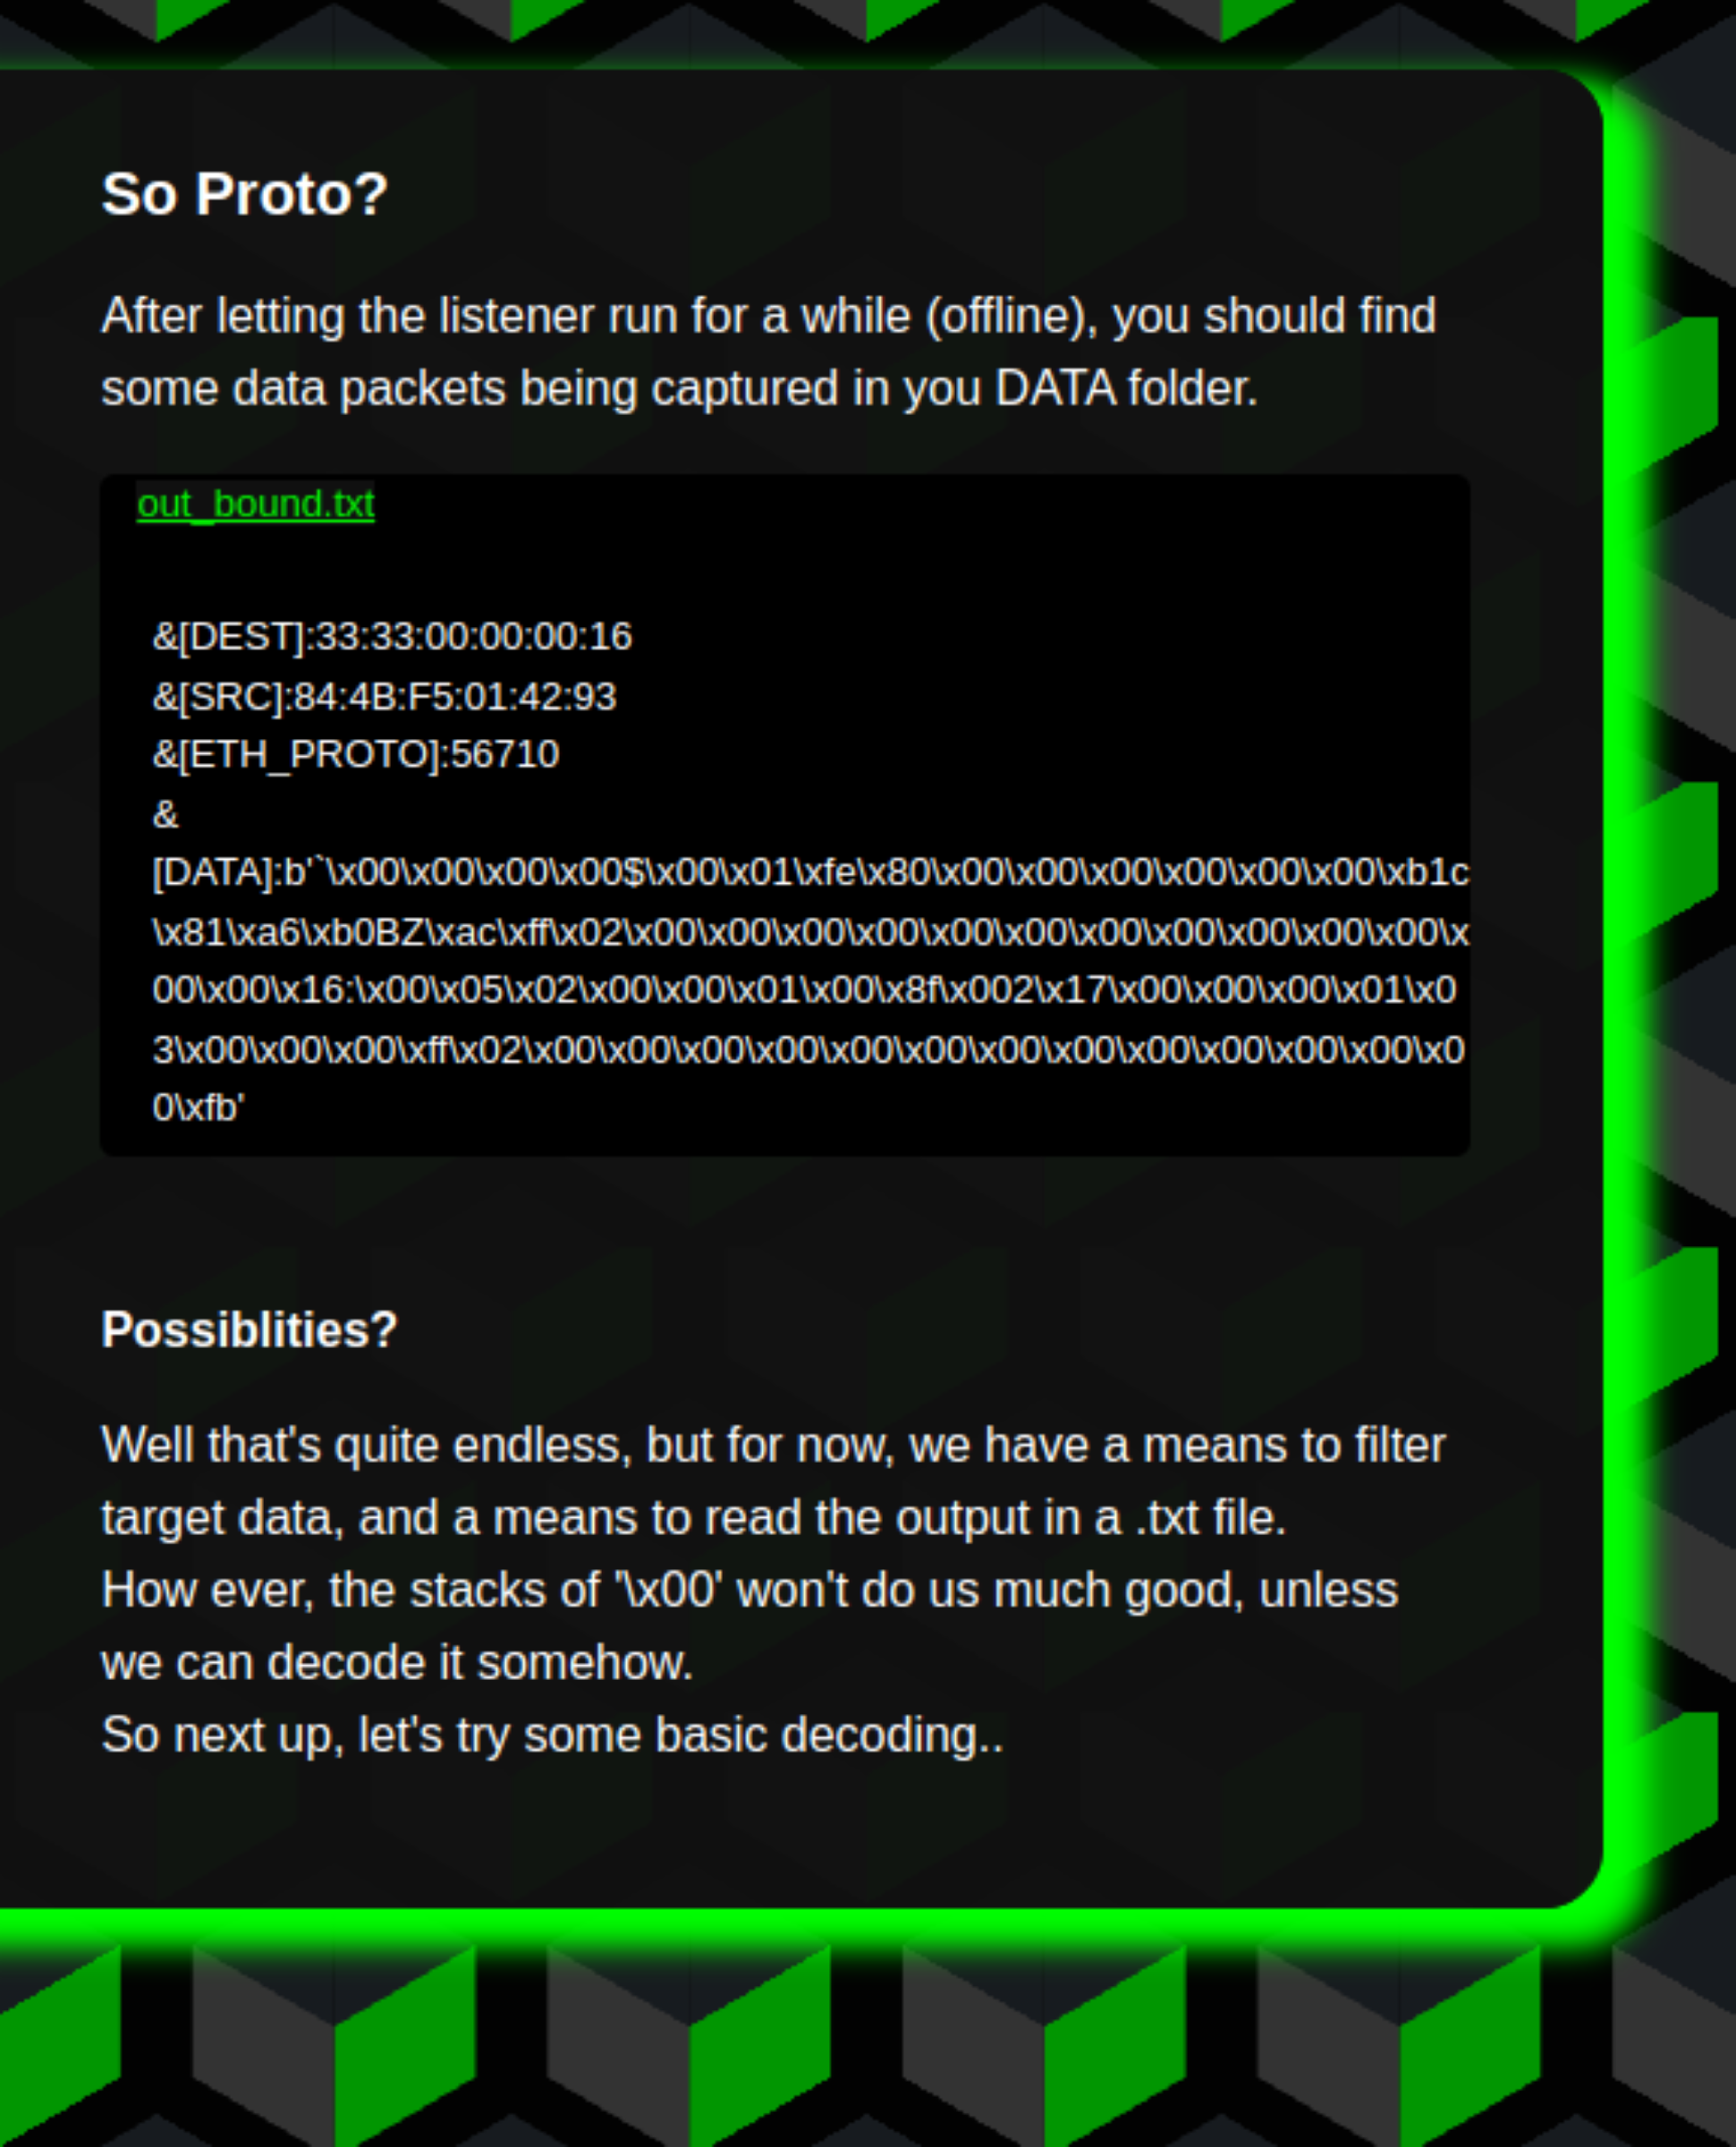 So Proto?
After letting the listener run for a while (offline), you should find
some data packets being captured in you DATA folder.
out_bound.txt
&[DEST]:33:33:00:00:00:16
&[SRC]:84:4B:F5:01:42:93
&[ETH_PROTO]:56710
&
[DATA]:b'`\x00\x00\x00\x00$\x00\x01\xfe\x80\x00\x00\x00\x00\x00\x00\xb1c
\x81\xa6\xb0BZ\xac\xff\x02\x00\x00\x00\x00\x00\x00\x00\x00\x00\x00\x00\x
00\x00\x16:\x00\x05\x02\x00\x00\x01\x00\x8f\x002\x17\x00\x00\x00\x01\x0
3\x00\x00\x00\xff\x02\x00\x00\x00\x00\x00\x00\x00\x00\x00\x00\x00\x00\x0
0\xfb'
Possiblities?
Well that's quite endless, but for now, we have a means to filter
target data, and a means to read the output in a .txt file.
How ever, the stacks of '\x00' won't do us much good, unless
we can decode it somehow.
So next up, let's try some basic decoding..